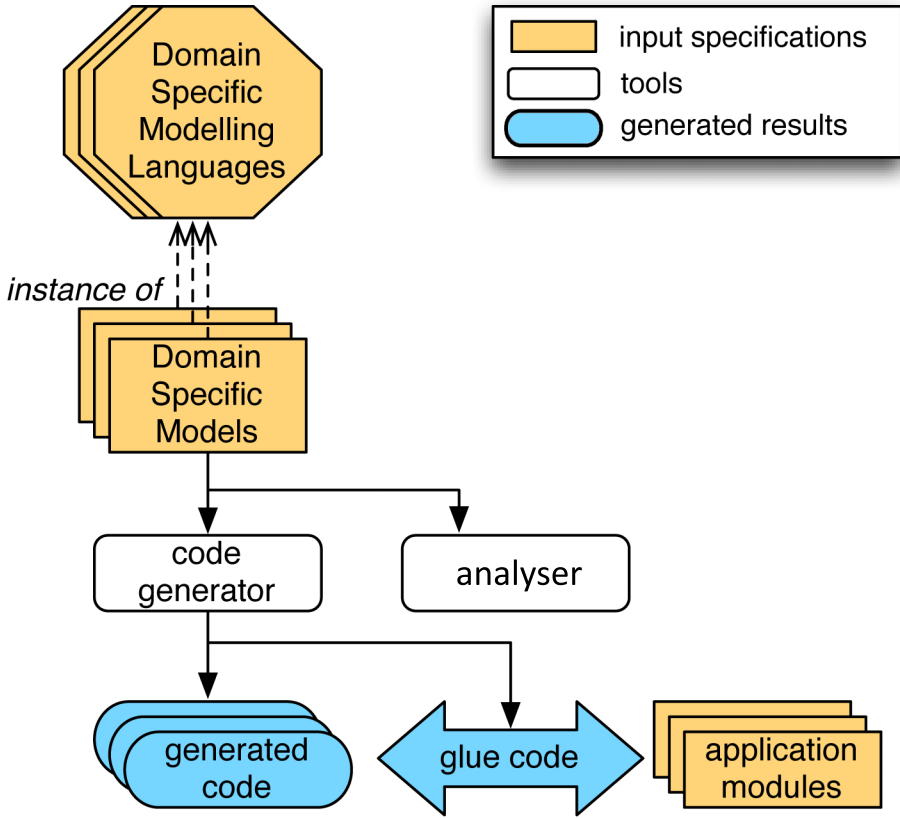 Domain
Specific
Modelling
Languages
input specifications
tools
generated results
instance of
Domain
Specific
Models
code
generator
analyser
generated
code
glue code
application
modules